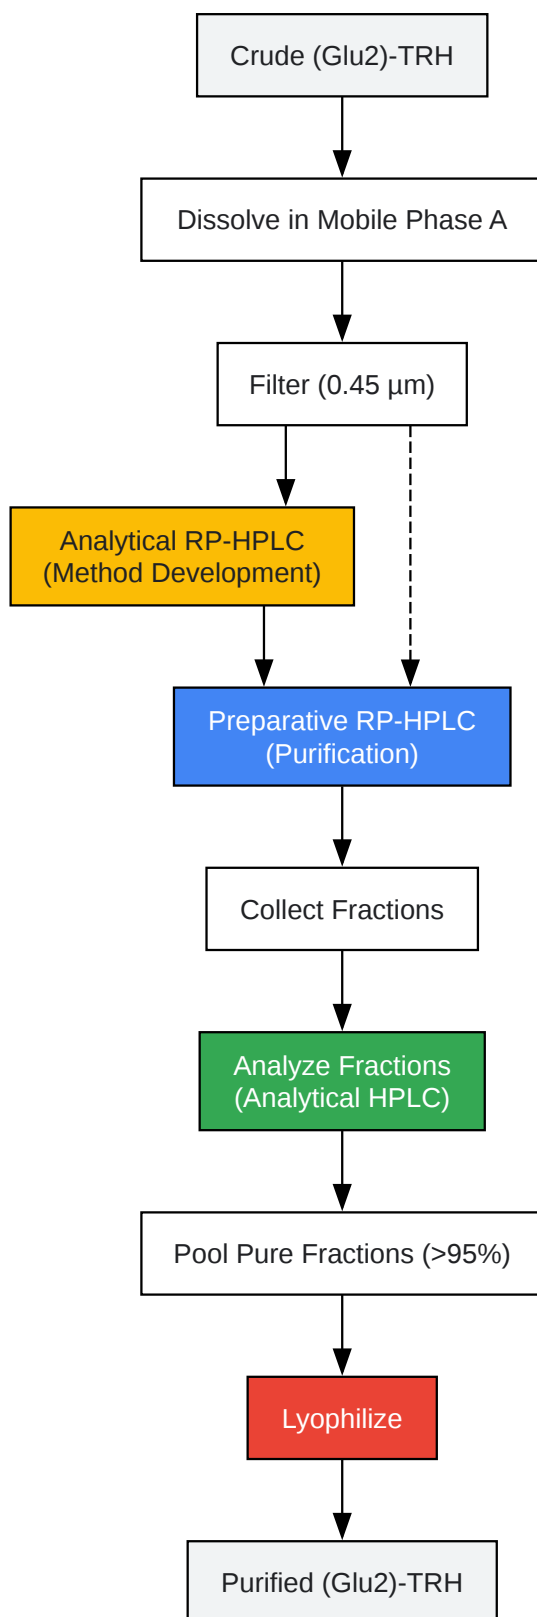 Crude (Glu2)-TRH
Dissolve in Mobile Phase A
Filter (0.45 µm)
Analytical RP-HPLC
(Method Development)
Preparative RP-HPLC
(Purification)
Collect Fractions
Analyze Fractions
(Analytical HPLC)
Pool Pure Fractions (>95%)
Lyophilize
Purified (Glu2)-TRH